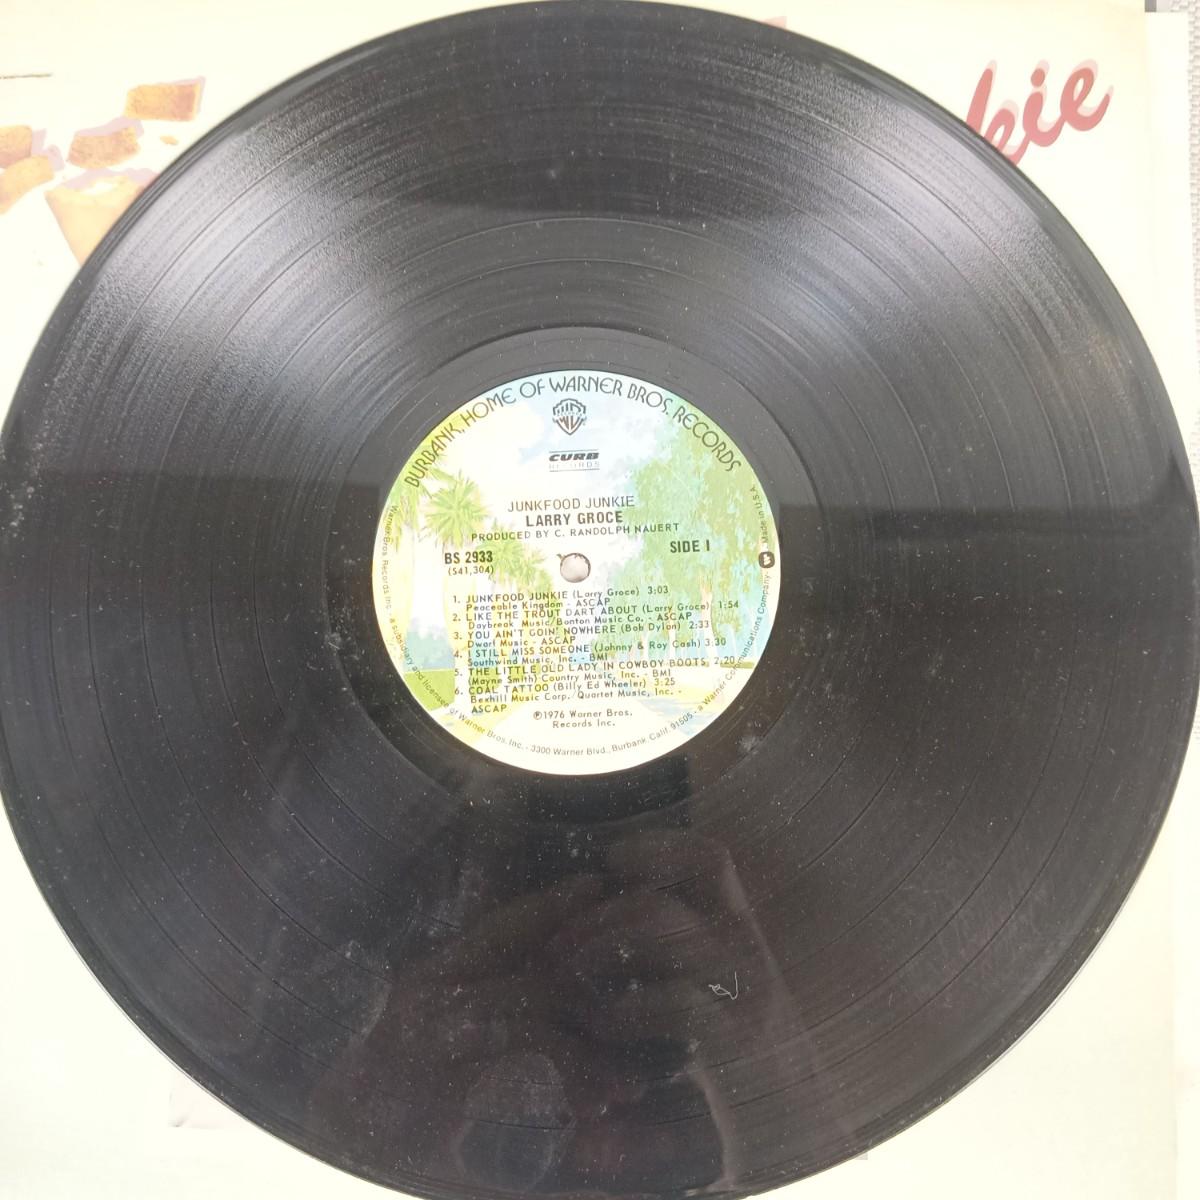 kie
BURBANK, HOME OF WARNER BROS. RECORDS
CURB
RECORDS
JUNKFOOD JUNKIE
LARRY GROCE
PRODUCED BY C. RANDOLPH NAUERT
BS 2933
SIDE I
(S41,304)
1. JUNKFOOD JUNKIE (Larry Groce) 3:03
Peaceable Kingdom - ASCAP
2. LIKE THE TROUT DART ABOUT (Larry Groce) 1:54
Daybreak Music/Bonton Music Co. - ASCAP
3. YOU AIN'T GOIN' NOWHERE (Bob Dylon) 2:33
Dwarf Music - ASCAP
4. I STILL MISS SOMEONE (Johnny & Roy Cash) 3:30
Southwind Music, Inc. - BMI
5. THE LITTLE OLD LADY IN COWBOY BOOTS 2:20
(Mayne Smith) Country Music, Inc. - BMI
6. COAL TATTOO (Billy Ed Wheeler) 3:25
Bexhill Music Corp./Quartet Music, Inc. -
ASCAP
℗1976 Warner Bros.
Records Inc.
Warner Bros. Records Inc. - a subsidiary and licensee of Warner Bros. Inc. - 3300 Warner Blvd., Burbank, Calif. 91505 - a Warner Communications Company - Made in U.S.A.